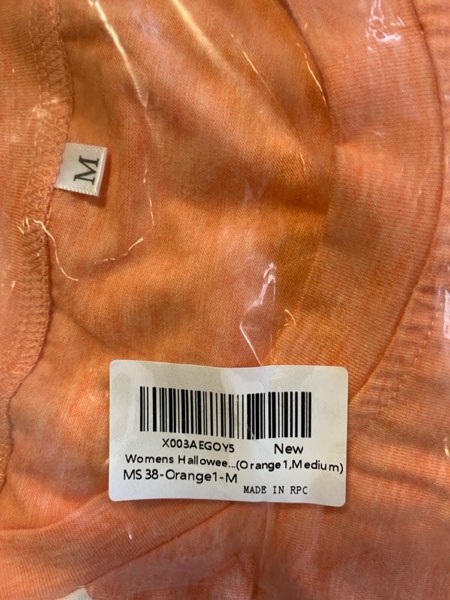 M
X003AEGOY5 New
Womens Hallowee...(Orange1,Medium)
MS38-Orange1-M
MADE IN RPC